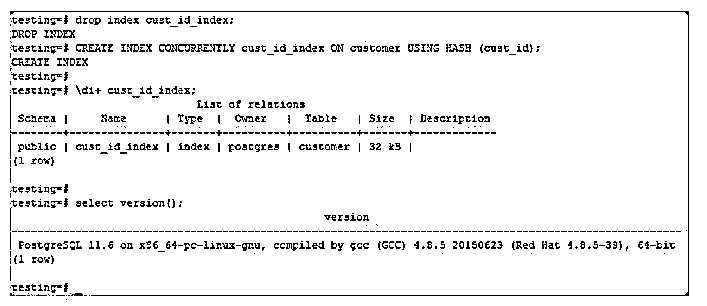 testing=# drop index cust_id_index;
DROP INDEX
testing=# CREATE INDEX CONCURRENTLY cust_id_index ON customer USING HASH (cust_id);
CREATE INDEX
testing=#
testing=# \di+ cust_id_index;
List of relations
Schema | Name | Type | Owner | Table | Size | Description
--------+---------------+-------+----------+----------+-------+-------------
public | cust_id_index | index | postgres | customer | 32 kB |
(1 row)
testing=#
testing=# select version();
version
---------------------------------------------------------------------------------------------------------
PostgreSQL 11.6 on x86_64-pc-linux-gnu, compiled by gcc (GCC) 4.8.5 20150623 (Red Hat 4.8.5-39), 64-bit
(1 row)
testing=#